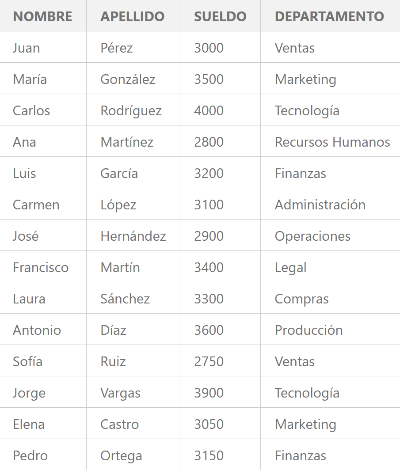 NOMBRE APELLIDO SUELDO DEPARTAMENTO
Juan Pérez 3000 Ventas
María González 3500 Marketing
Carlos Rodríguez 4000 Tecnología
Ana Martínez 2800 Recursos Humanos
Luis García 3200 Finanzas
Carmen López 3100 Administración
José Hernández 2900 Operaciones
Francisco Martín 3400 Legal
Laura Sánchez 3300 Compras
Antonio Díaz 3600 Producción
Sofía Ruiz 2750 Ventas
Jorge Vargas 3900 Tecnología
Elena Castro 3050 Marketing
Pedro Ortega 3150 Finanzas